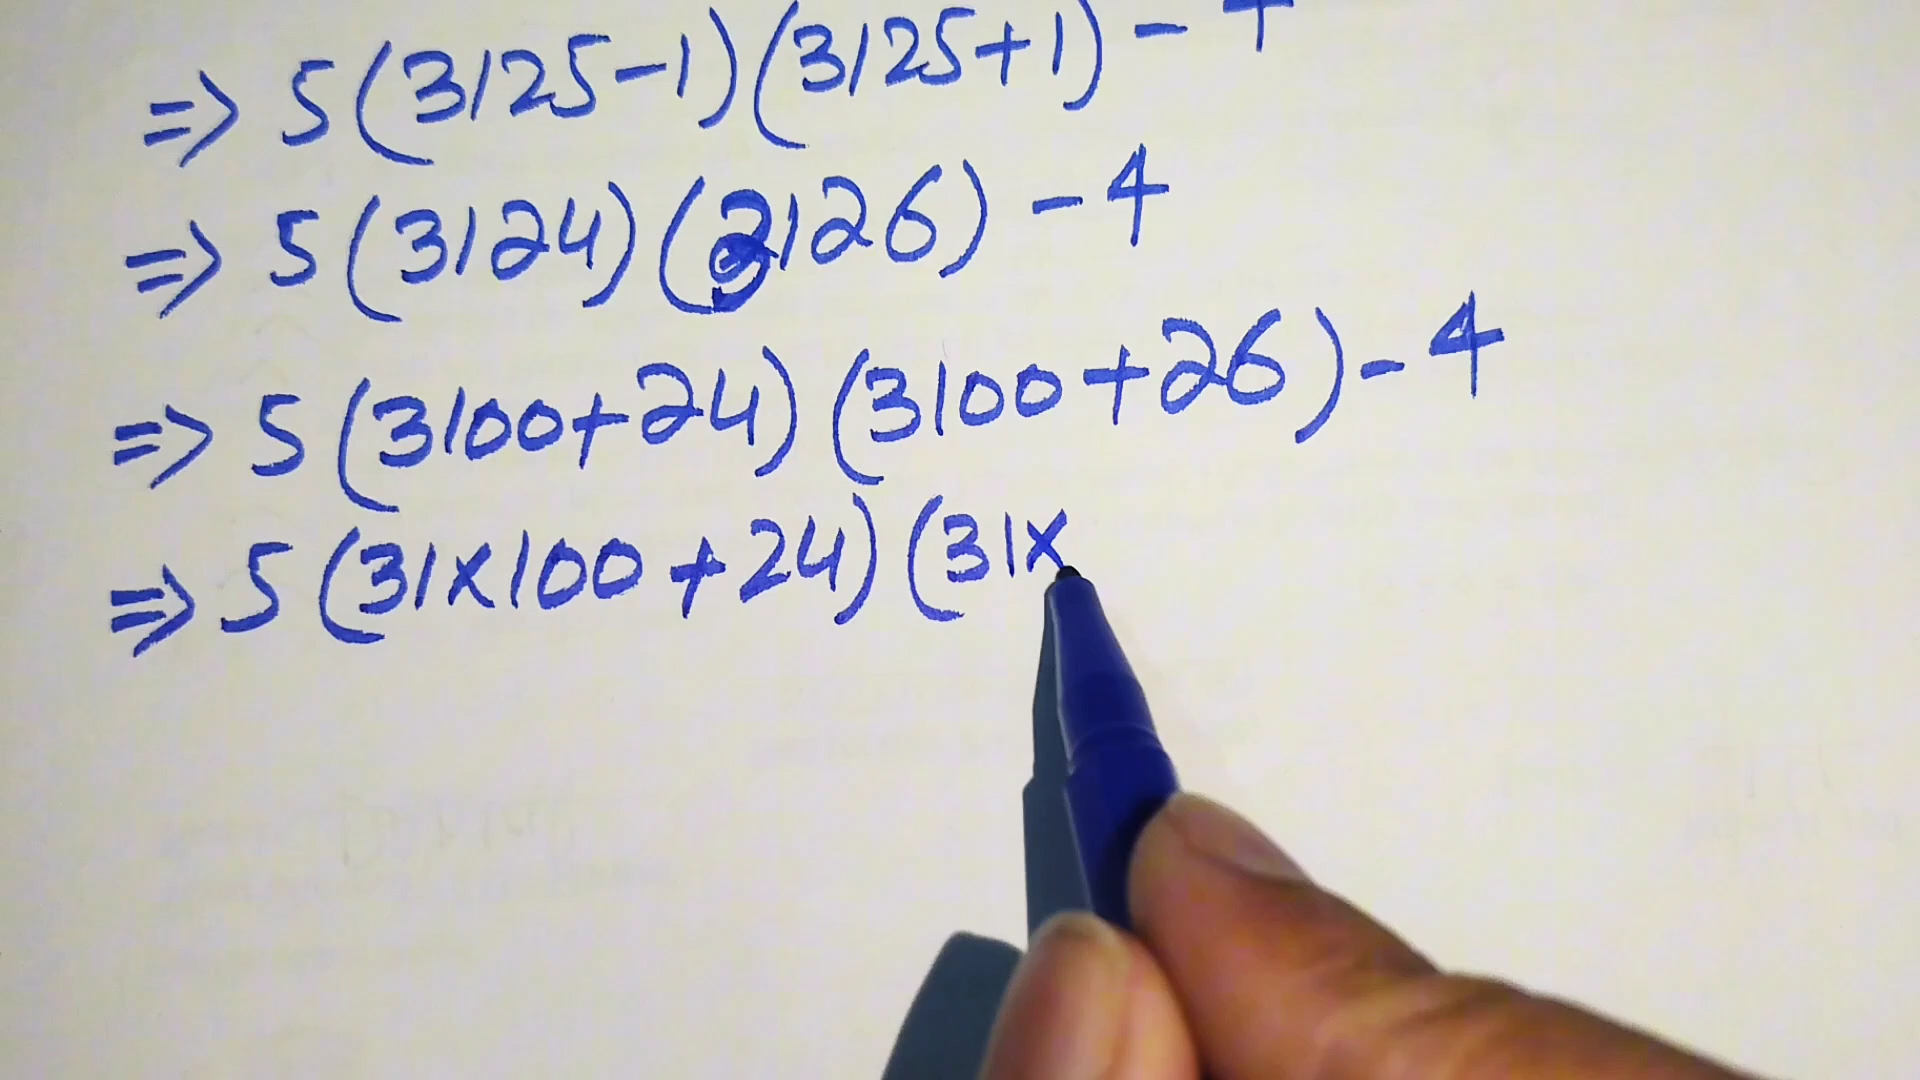 ⇒ 5(3125-1)(3125+1) -
⇒ 5(3124)(3126) - 4
⇒ 5(3100+24)(3100+26) - 4
⇒ 5(31×100+24)(31×